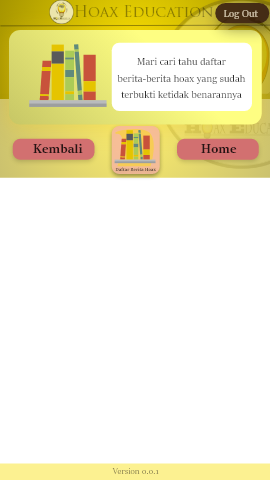 HOAX EDUCATION
Log Out
Mari cari tahu daftar
berita-berita hoax yang sudah
terbukti ketidak benarannya
Kembali
Daftar Berita Hoax
Home
Version 0.0.1